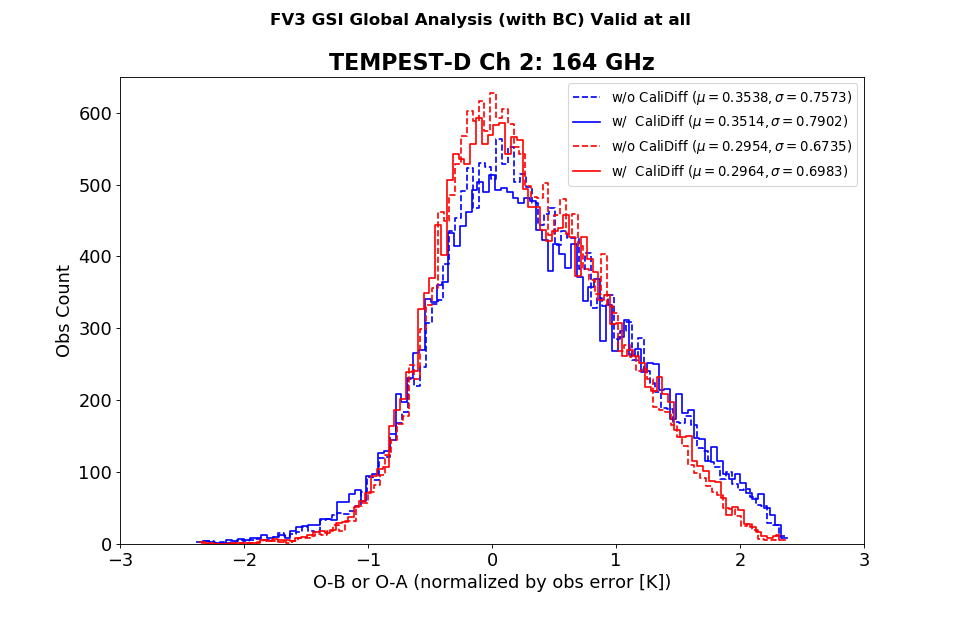 FV3 GSI Global Analysis (with BC) Valid at all
TEMPEST-D Ch 2: 164 GHz
w/o CaliDiff (μ = 0.3538, σ = 0.7573)
w/  CaliDiff (μ = 0.3514, σ = 0.7902)
w/o CaliDiff (μ = 0.2954, σ = 0.6735)
w/  CaliDiff (μ = 0.2964, σ = 0.6983)
600
500
400
300
200
100
0
Obs Count
−3 −2 −1 0 1 2 3
O-B or O-A (normalized by obs error [K])